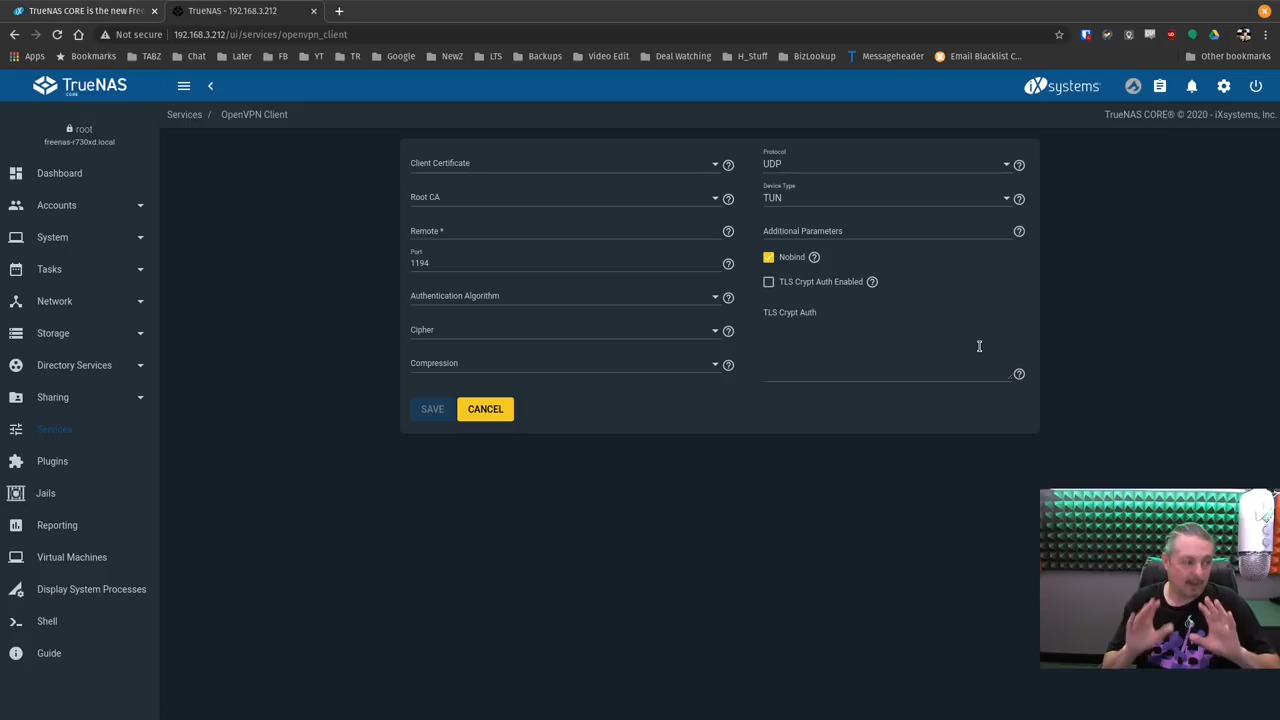 TrueNAS CORE is the new Free
TrueNAS - 192.168.3.212
Not secure
192.168.3.212/ui/services/openvpn_client
Apps
Bookmarks
TABZ
Chat
Later
FB
YT
TR
Google
NewZ
LTS
Backups
Video Edit
Deal Watching
H_Stuff
BizLookup
Messageheader
Email Blacklist C...
Other bookmarks
TrueNAS
CORE
iXsystems
Services / OpenVPN Client
TrueNAS CORE® © 2020 - iXsystems, Inc.
root
freenas-r730xd.local
Dashboard
Accounts
System
Tasks
Network
Storage
Directory Services
Sharing
Services
Plugins
Jails
Reporting
Virtual Machines
Display System Processes
Shell
Guide
Client Certificate
Root CA
Remote *
Port
1194
Authentication Algorithm
Cipher
Compression
SAVE
CANCEL
Protocol
UDP
Device Type
TUN
Additional Parameters
Nobind
TLS Crypt Auth Enabled
TLS Crypt Auth